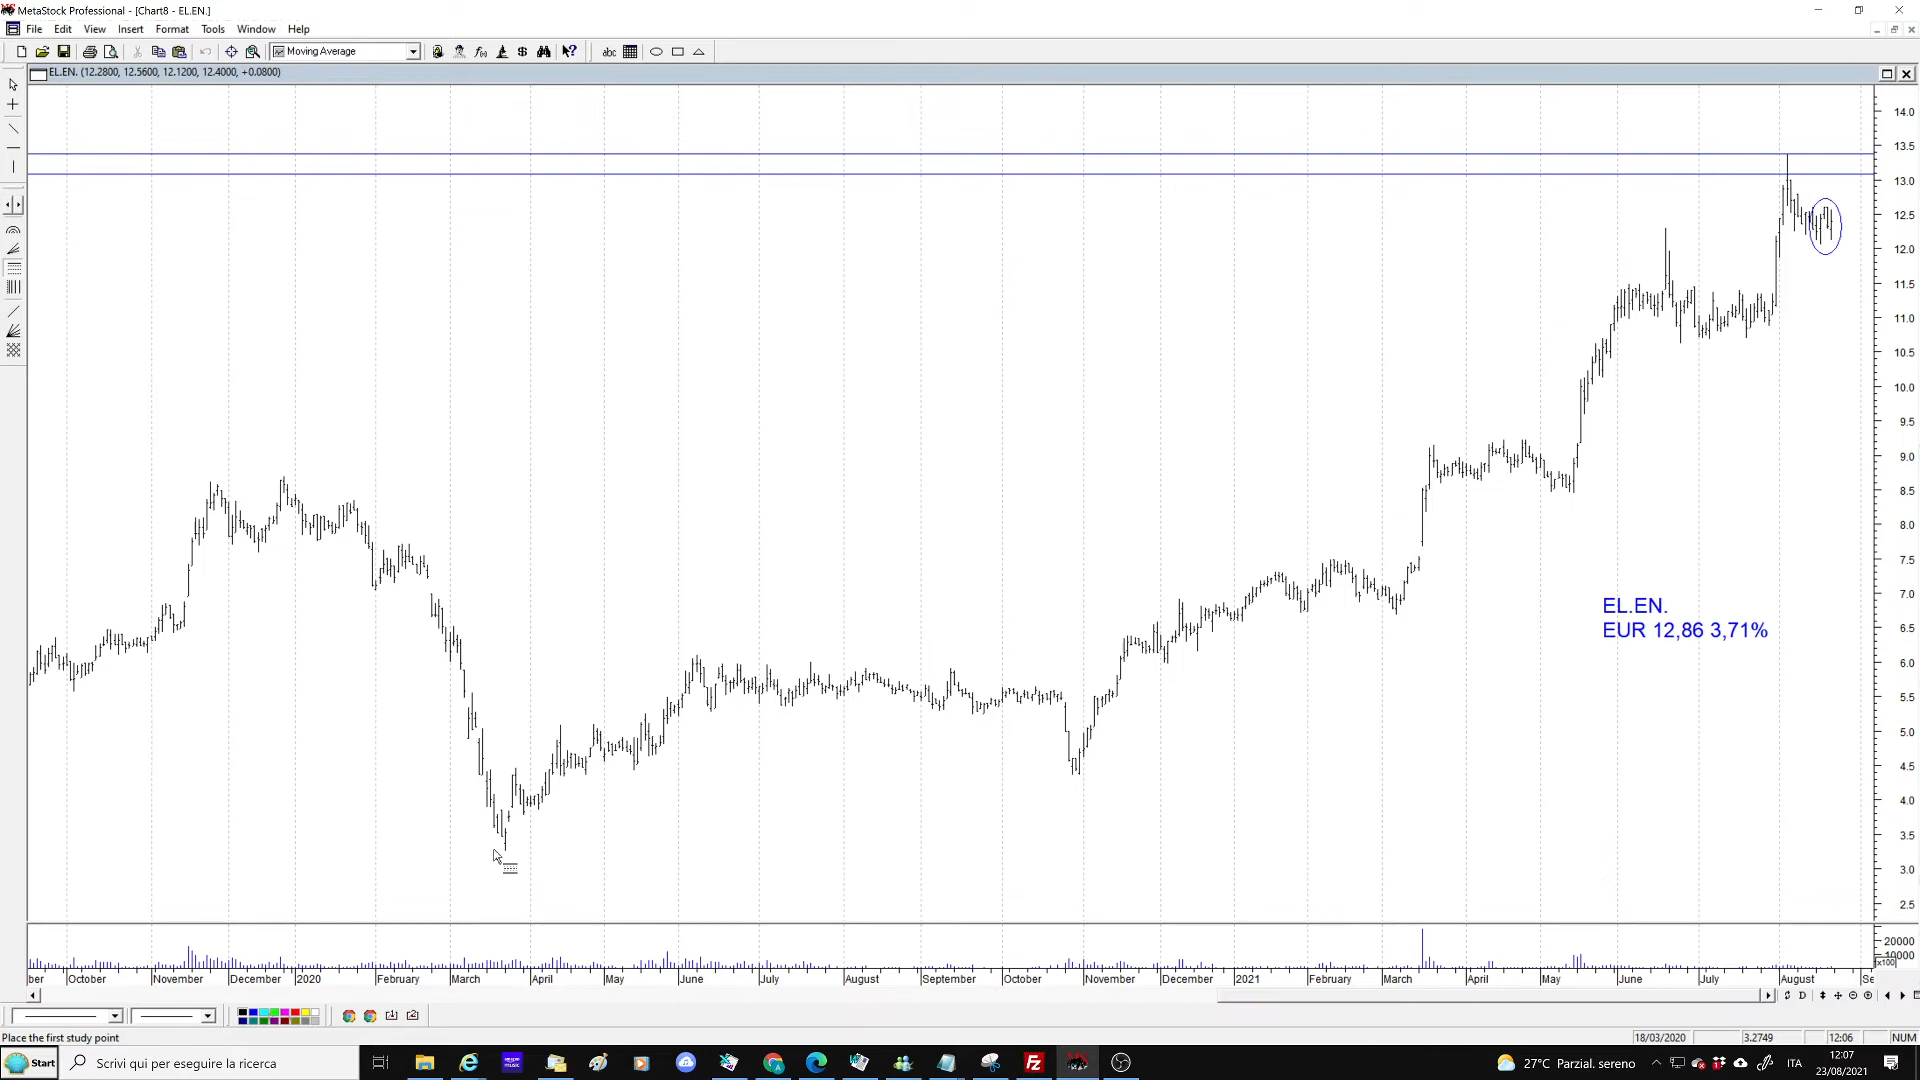 MetaStock Professional - [Chart8 - EL.EN.]
File Edit View Insert Format Tools Window Help
Moving Average
abc
EL.EN. (12.2800, 12.5600, 12.1200, 12.4000, +0.0800)
14.0
13.5
13.0
12.5
12.0
11.5
11.0
10.5
10.0
9.5
9.0
8.5
8.0
7.5
7.0
6.5
6.0
5.5
5.0
4.5
4.0
3.5
3.0
2.5
EL.EN.
EUR 12,86 3,71%
20000
10000
x100
ber October November December 2020 February March April May June July August September October November December 2021 February March April May June July August Se
D
Place the first study point
18/03/2020 3.2749 12:06 NUM
Start
Scrivi qui per eseguire la ricerca
27°C Parzial. sereno
ITA
12:07
23/08/2021